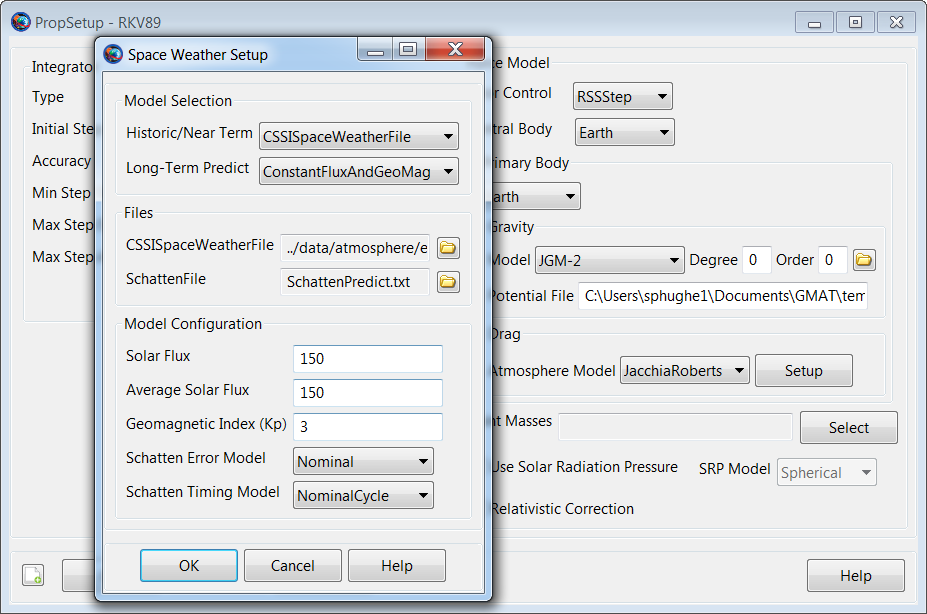 PropSetup - RKV89
Space Weather Setup
Model Selection
Historic/Near Term CSSISpaceWeatherFile
Long-Term Predict ConstantFluxAndGeoMag
Files
CSSISpaceWeatherFile ../data/atmosphere/e
SchattenFile SchattenPredict.txt
Model Configuration
Solar Flux 150
Average Solar Flux 150
Geomagnetic Index (Kp) 3
Schatten Error Model Nominal
Schatten Timing Model NominalCycle
OK Cancel Help
Integrato
Type
Initial Ste
Accuracy
Min Step
Max Step
Max Step
ce Model
r Control RSSStep
tral Body Earth
rimary Body
arth
Gravity
Model JGM-2 Degree 0 Order 0
Potential File C:\Users\sphughe1\Documents\GMAT\tem
Drag
Atmosphere Model JacchiaRoberts Setup
nt Masses Select
Use Solar Radiation Pressure SRP Model Spherical
Relativistic Correction
Help